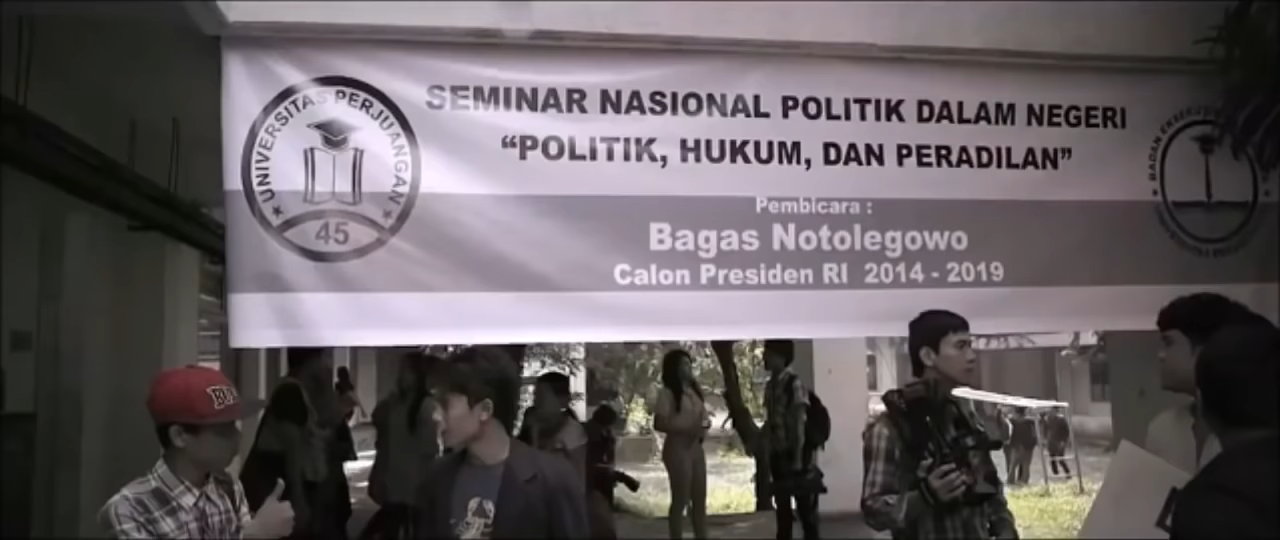 UNIVERSITAS PERJUANGAN
45
SEMINAR NASIONAL POLITIK DALAM NEGERI
“POLITIK, HUKUM, DAN PERADILAN”
Pembicara :
Bagas Notolegowo
Calon Presiden RI 2014 - 2019
BADAN